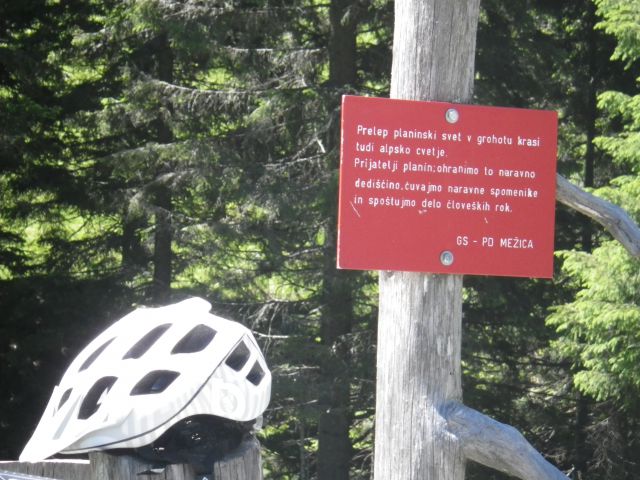 Prelep planinski svet v grohotu krasi
tudi alpsko cvetje.
Prijatelji planin; ohranimo to naravno
dediščino, čuvajmo naravne spomenike
in spoštujmo delo človeških rok.
GS - PD MEŽICA